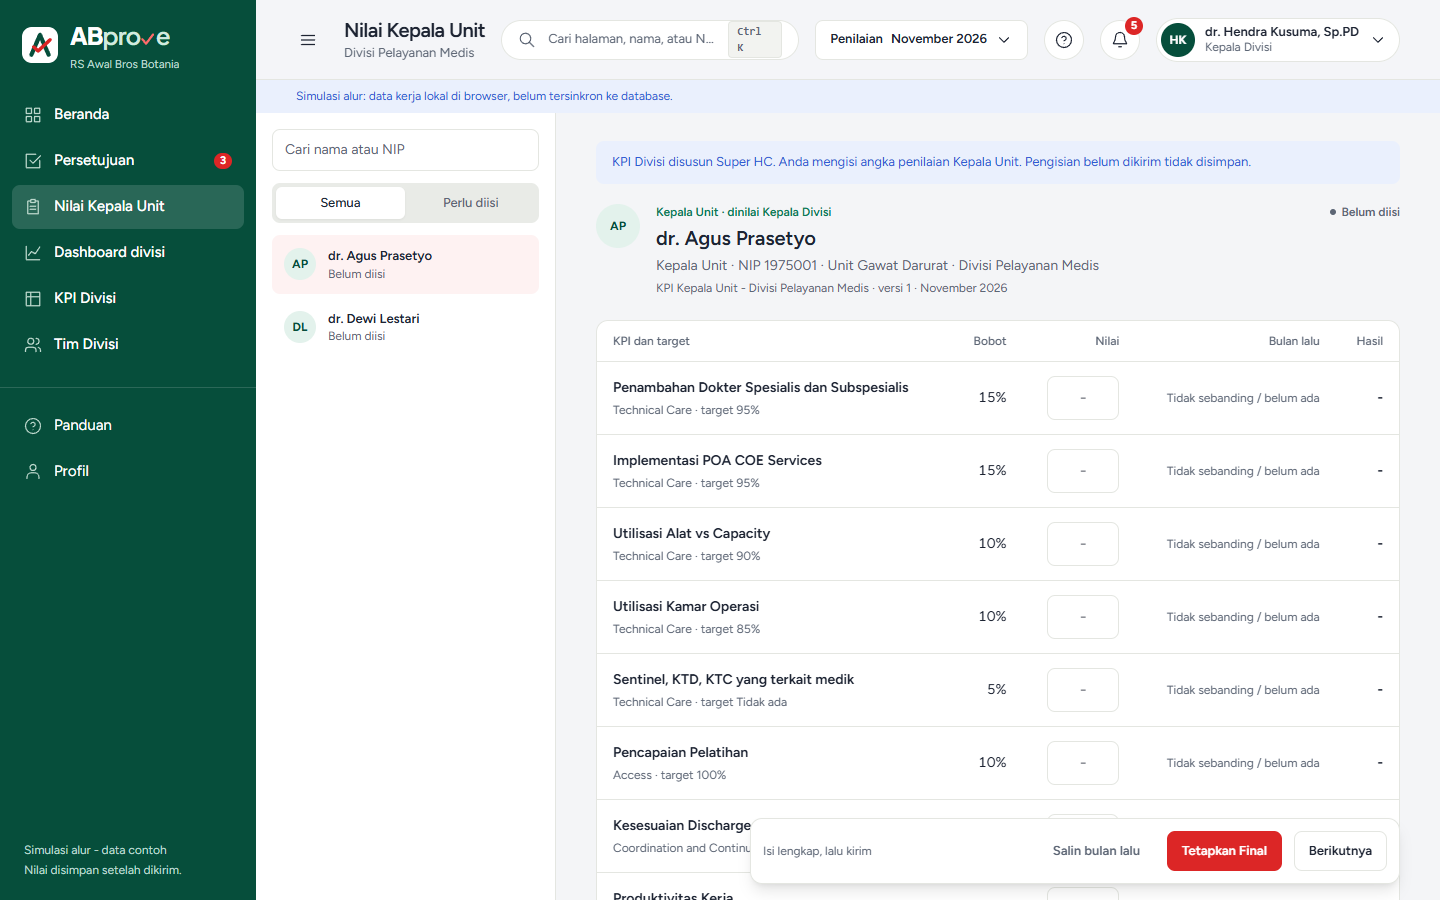 ABprove
RS Awal Bros Botania
Beranda
Persetujuan 3
Nilai Kepala Unit
Dashboard divisi
KPI Divisi
Tim Divisi
Panduan
Profil
Simulasi alur - data contoh
Nilai disimpan setelah dikirim.
Nilai Kepala Unit
Divisi Pelayanan Medis
Cari halaman, nama, atau N...
Ctrl
K
Penilaian November 2026
5
HK
dr. Hendra Kusuma, Sp.PD
Kepala Divisi
Simulasi alur: data kerja lokal di browser, belum tersinkron ke database.
Cari nama atau NIP
Semua Perlu diisi
AP
dr. Agus Prasetyo
Belum diisi
DL
dr. Dewi Lestari
Belum diisi
KPI Divisi disusun Super HC. Anda mengisi angka penilaian Kepala Unit. Pengisian belum dikirim tidak disimpan.
AP
Kepala Unit · dinilai Kepala Divisi
Belum diisi
dr. Agus Prasetyo
Kepala Unit · NIP 1975001 · Unit Gawat Darurat · Divisi Pelayanan Medis
KPI Kepala Unit - Divisi Pelayanan Medis · versi 1 · November 2026
KPI dan target Bobot Nilai Bulan lalu Hasil
Penambahan Dokter Spesialis dan Subspesialis
Technical Care · target 95%
15% - Tidak sebanding / belum ada -
Implementasi POA COE Services
Technical Care · target 95%
15% - Tidak sebanding / belum ada -
Utilisasi Alat vs Capacity
Technical Care · target 90%
10% - Tidak sebanding / belum ada -
Utilisasi Kamar Operasi
Technical Care · target 85%
10% - Tidak sebanding / belum ada -
Sentinel, KTD, KTC yang terkait medik
Technical Care · target Tidak ada
5% - Tidak sebanding / belum ada -
Pencapaian Pelatihan
Access · target 100%
10% - Tidak sebanding / belum ada -
Kesesuaian Discharge
Coordination and Continu
Produktivitas Kerja
Isi lengkap, lalu kirim
Salin bulan lalu
Tetapkan Final
Berikutnya